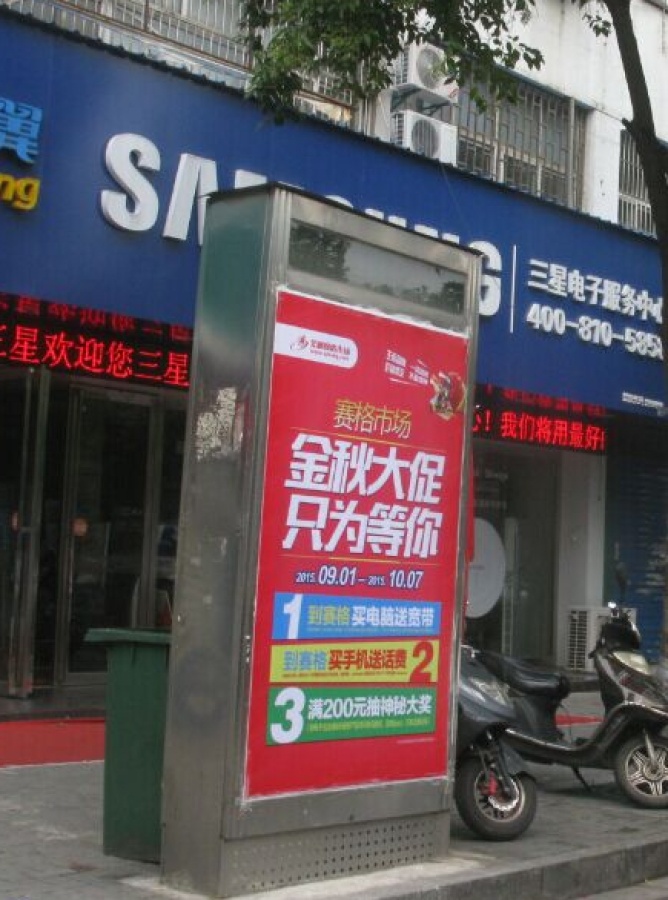 翼
ng
SAMSUNG
三星电子服务中心
400-810-5858
三星欢迎您三星
心！我们将用最好
赛格市场
金秋大促
只为等你
2015. 09.01—2015. 10.07
1 到赛格买电脑送宽带
到赛格买手机送话费 2
3 满200元抽神秘大奖